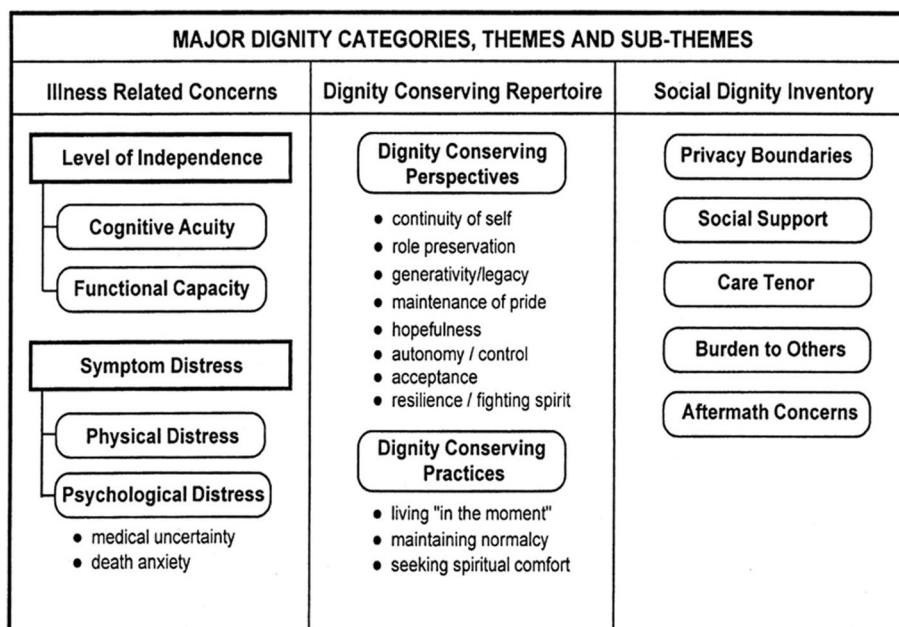 MAJOR DIGNITY CATEGORIES, THEMES AND SUB-THEMES
Illness Related Concerns
Level of Independence
Cognitive Acuity
Functional Capacity
Symptom Distress
Physical Distress
Psychological Distress
● medical uncertainty
● death anxiety
Dignity Conserving Repertoire
Dignity Conserving
Perspectives
● continuity of self
● role preservation
● generativity/legacy
● maintenance of pride
● hopefulness
● autonomy / control
● acceptance
● resilience / fighting spirit
Dignity Conserving
Practices
● living "in the moment"
● maintaining normalcy
● seeking spiritual comfort
Social Dignity Inventory
Privacy Boundaries
Social Support
Care Tenor
Burden to Others
Aftermath Concerns